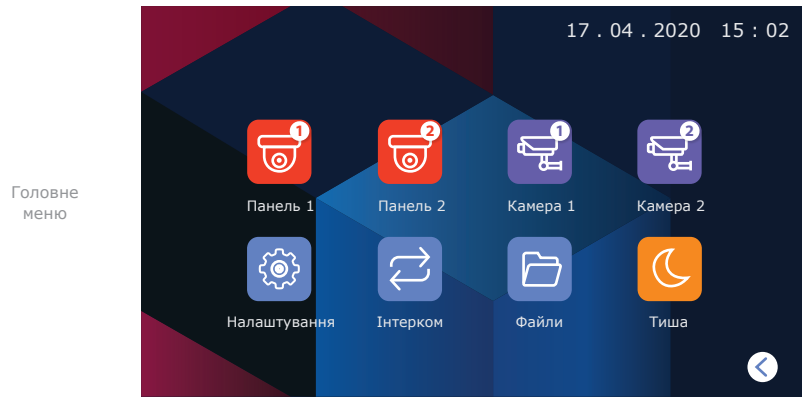 17 . 04 . 2020 15 : 02
1 2 1 2
Панель 1 Панель 2 Камера 1 Камера 2
Головне
меню
Налаштування Інтерком Файли Тиша